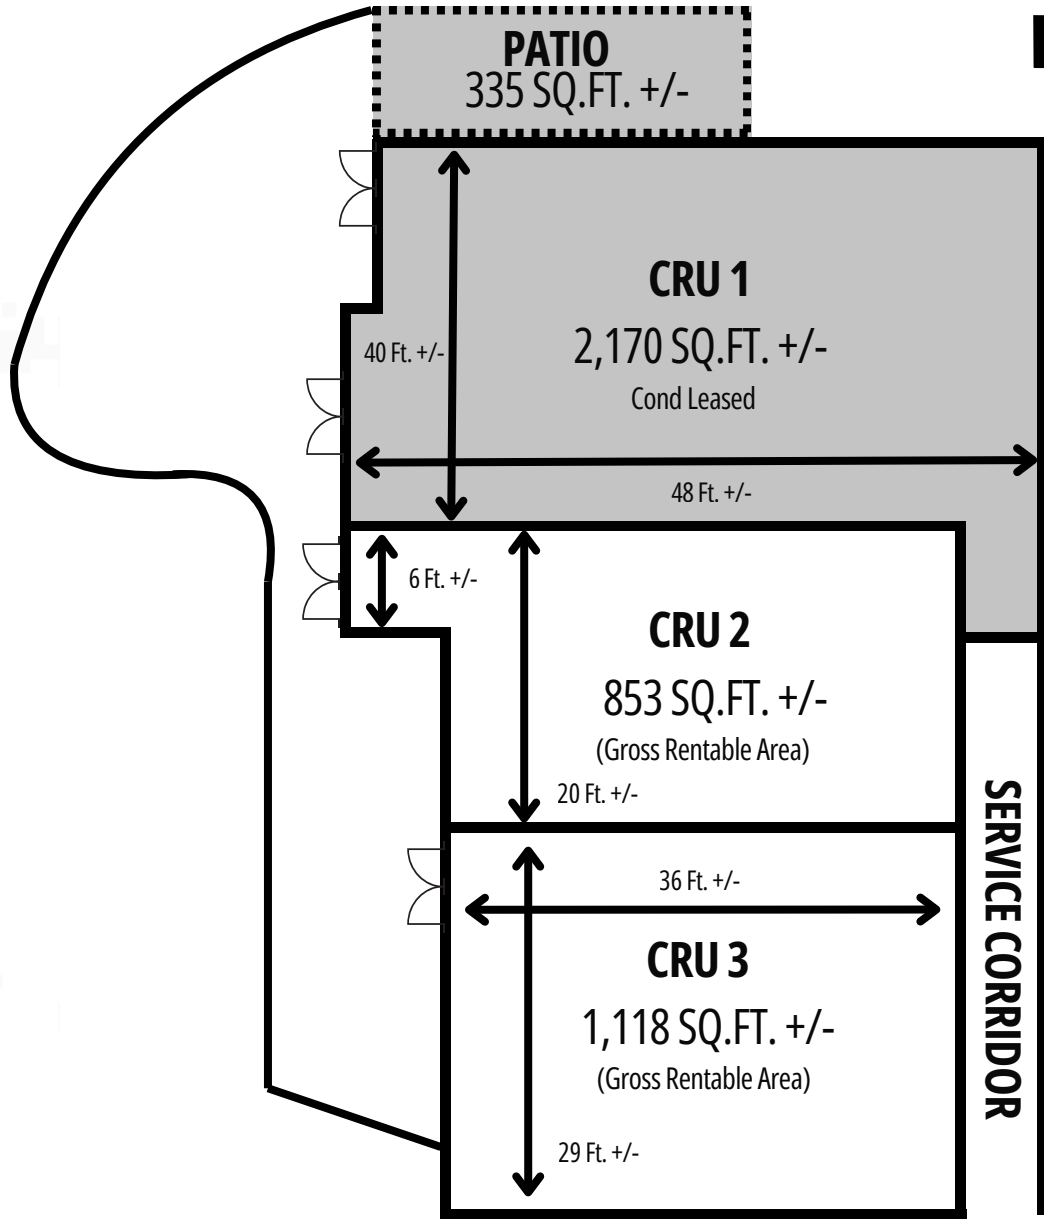 PATIO
335 SQ.FT. +/-
CRU 1
2,170 SQ.FT. +/-
40 Ft. +/-
Cond Leased
48 Ft. +/-
6 Ft. +/-
CRU 2
853 SQ.FT. +/-
(Gross Rentable Area)
20 Ft. +/-
36 Ft. +/-
CRU 3
1,118 SQ.FT. +/-
(Gross Rentable Area)
29 Ft. +/-
SERVICE CORRIDOR